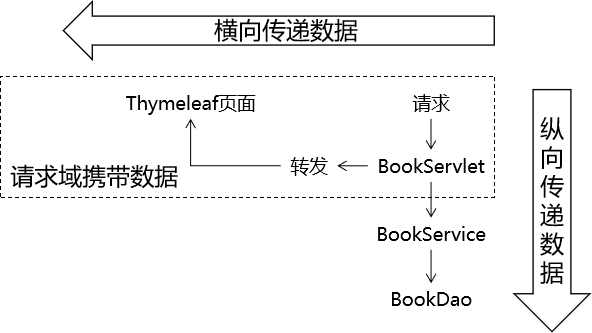 横向传递数据
Thymeleaf页面
请求
转发
BookServlet
请求域携带数据
BookService
BookDao
纵向传递数据